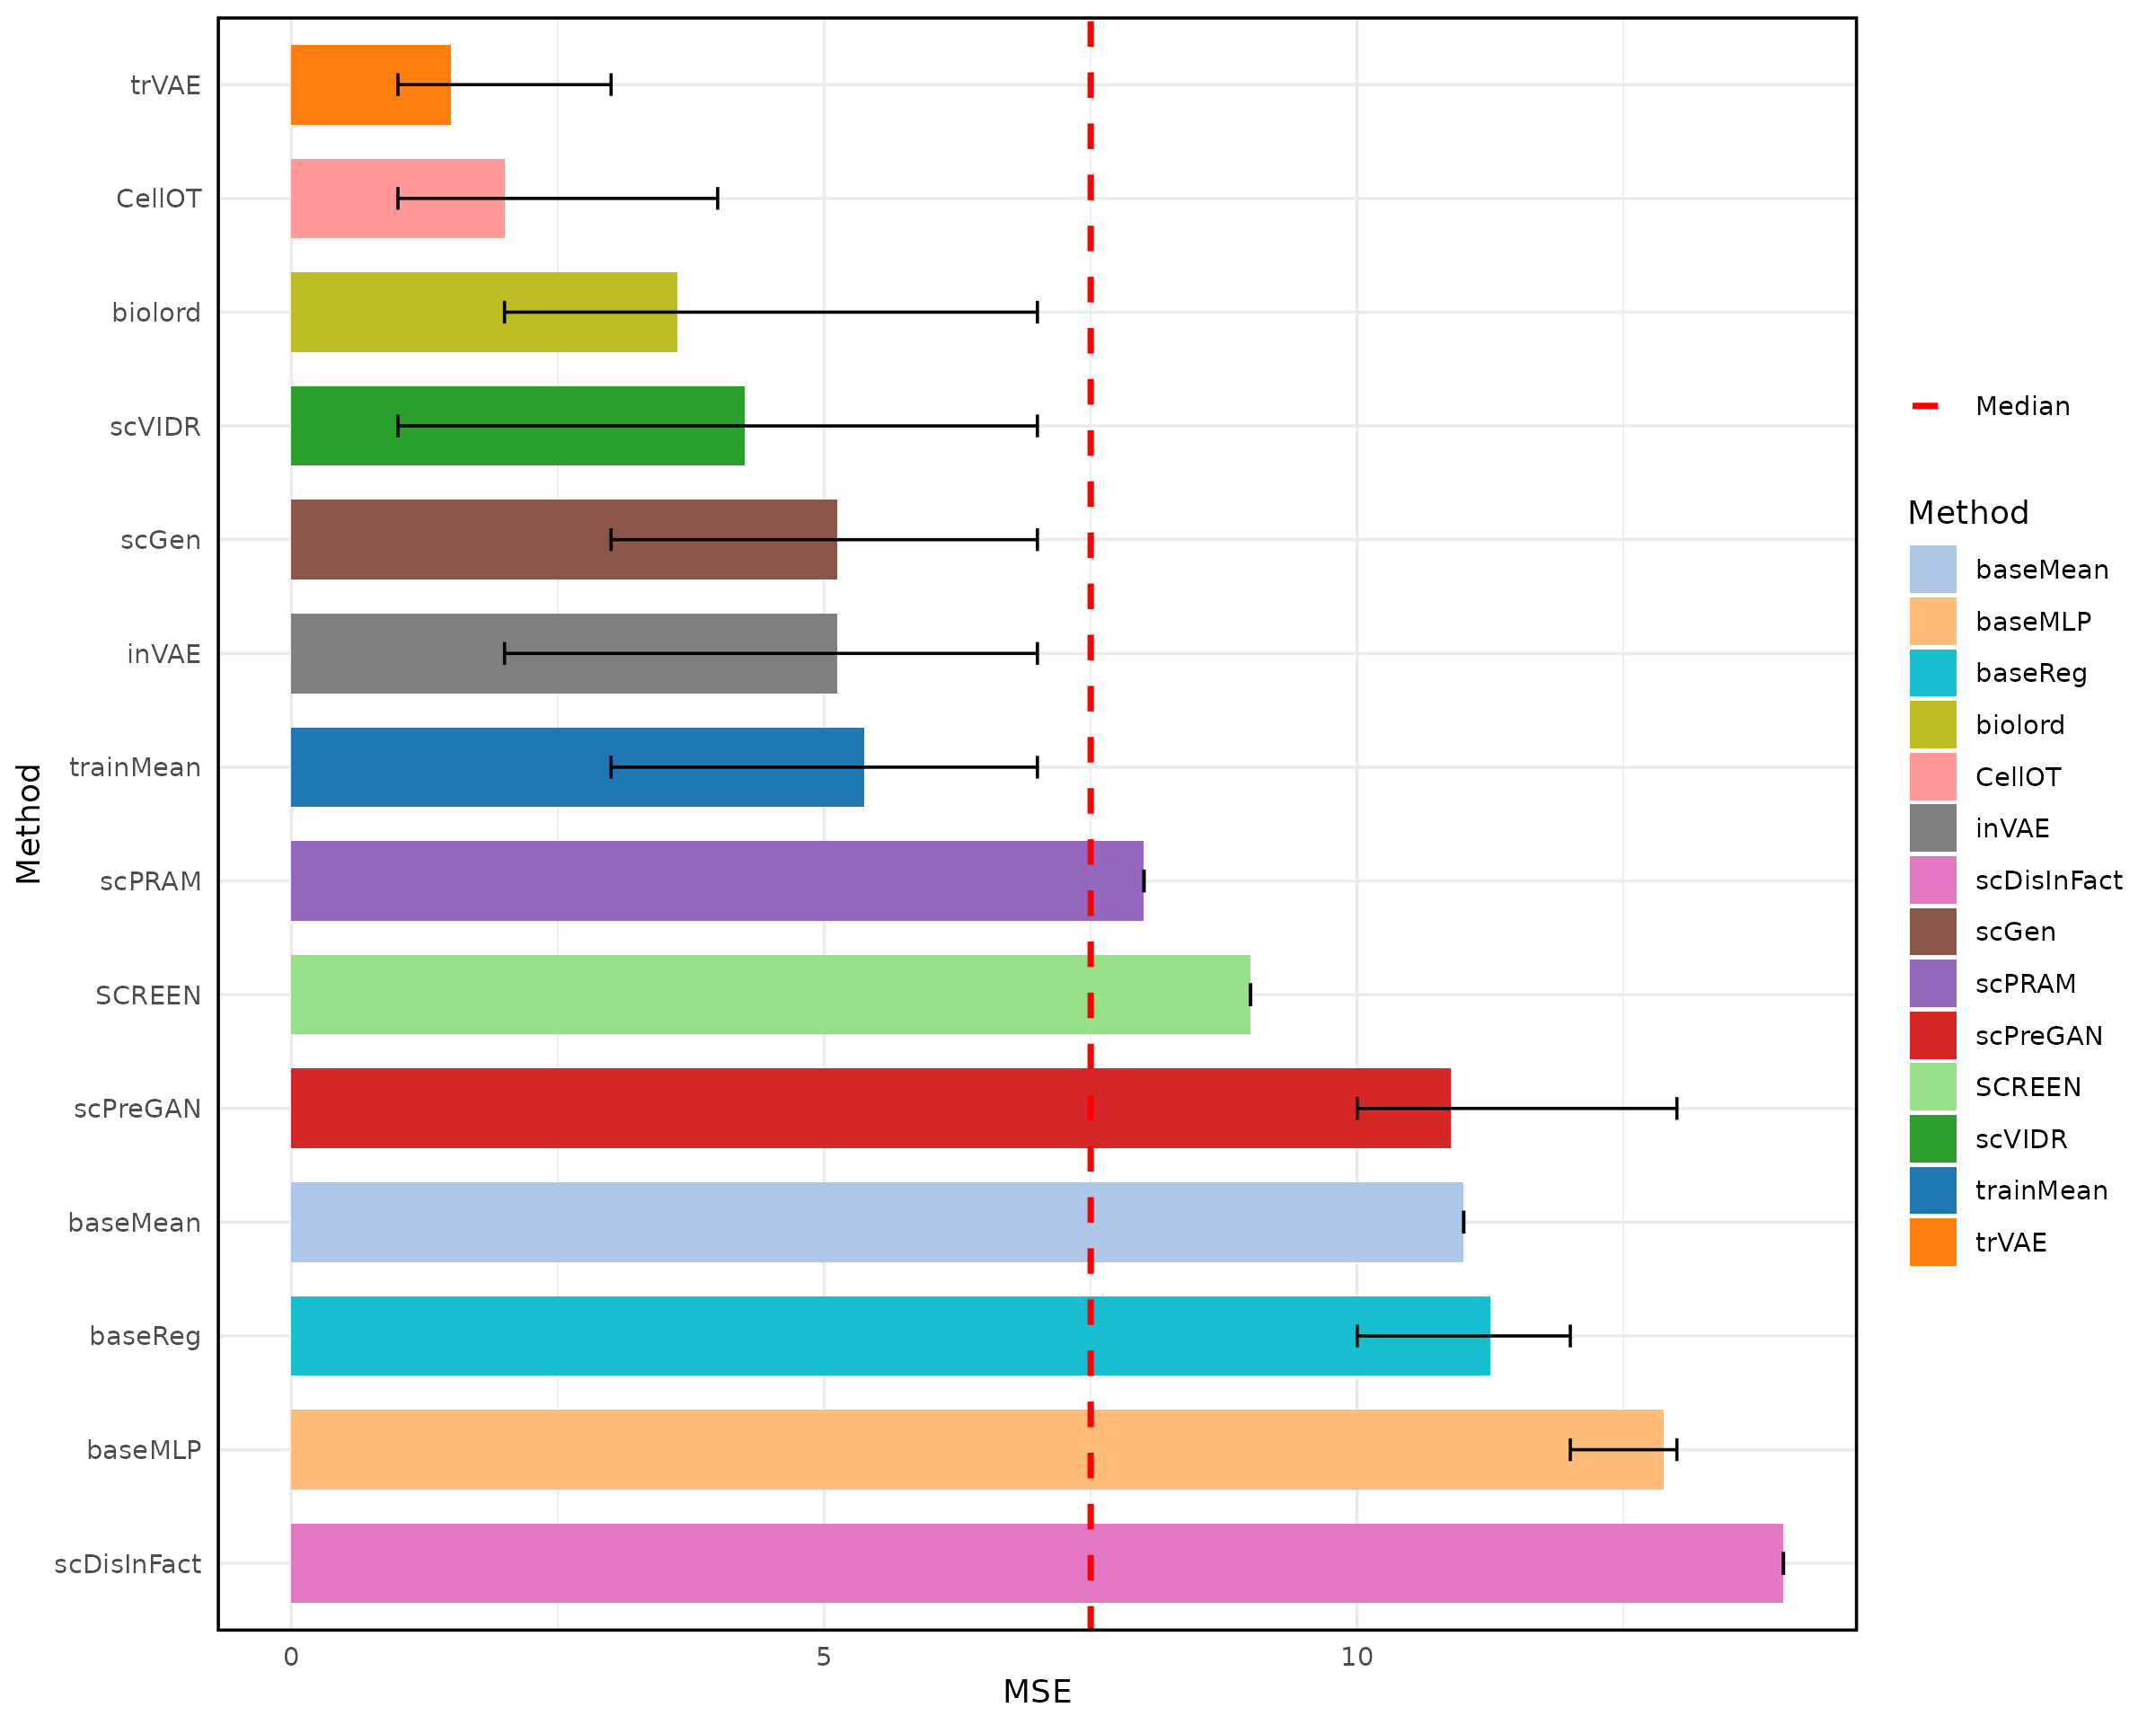 Method
trVAE
CellOT
biolord
scVIDR
scGen
inVAE
trainMean
scPRAM
SCREEN
scPreGAN
baseMean
baseReg
baseMLP
scDisInFact
0 5 10
MSE
Median
Method
baseMean
baseMLP
baseReg
biolord
CellOT
inVAE
scDisInFact
scGen
scPRAM
scPreGAN
SCREEN
scVIDR
trainMean
trVAE